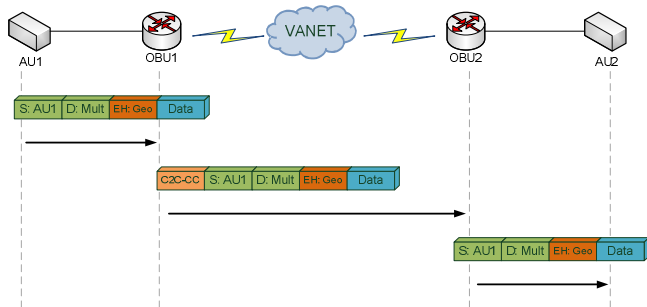 VANET
AU1
OBU1
OBU2
AU2
S: AU1 D: Mult EH: Geo Data
C2C-CC S: AU1 D: Mult EH: Geo Data
S: AU1 D: Mult EH: Geo Data